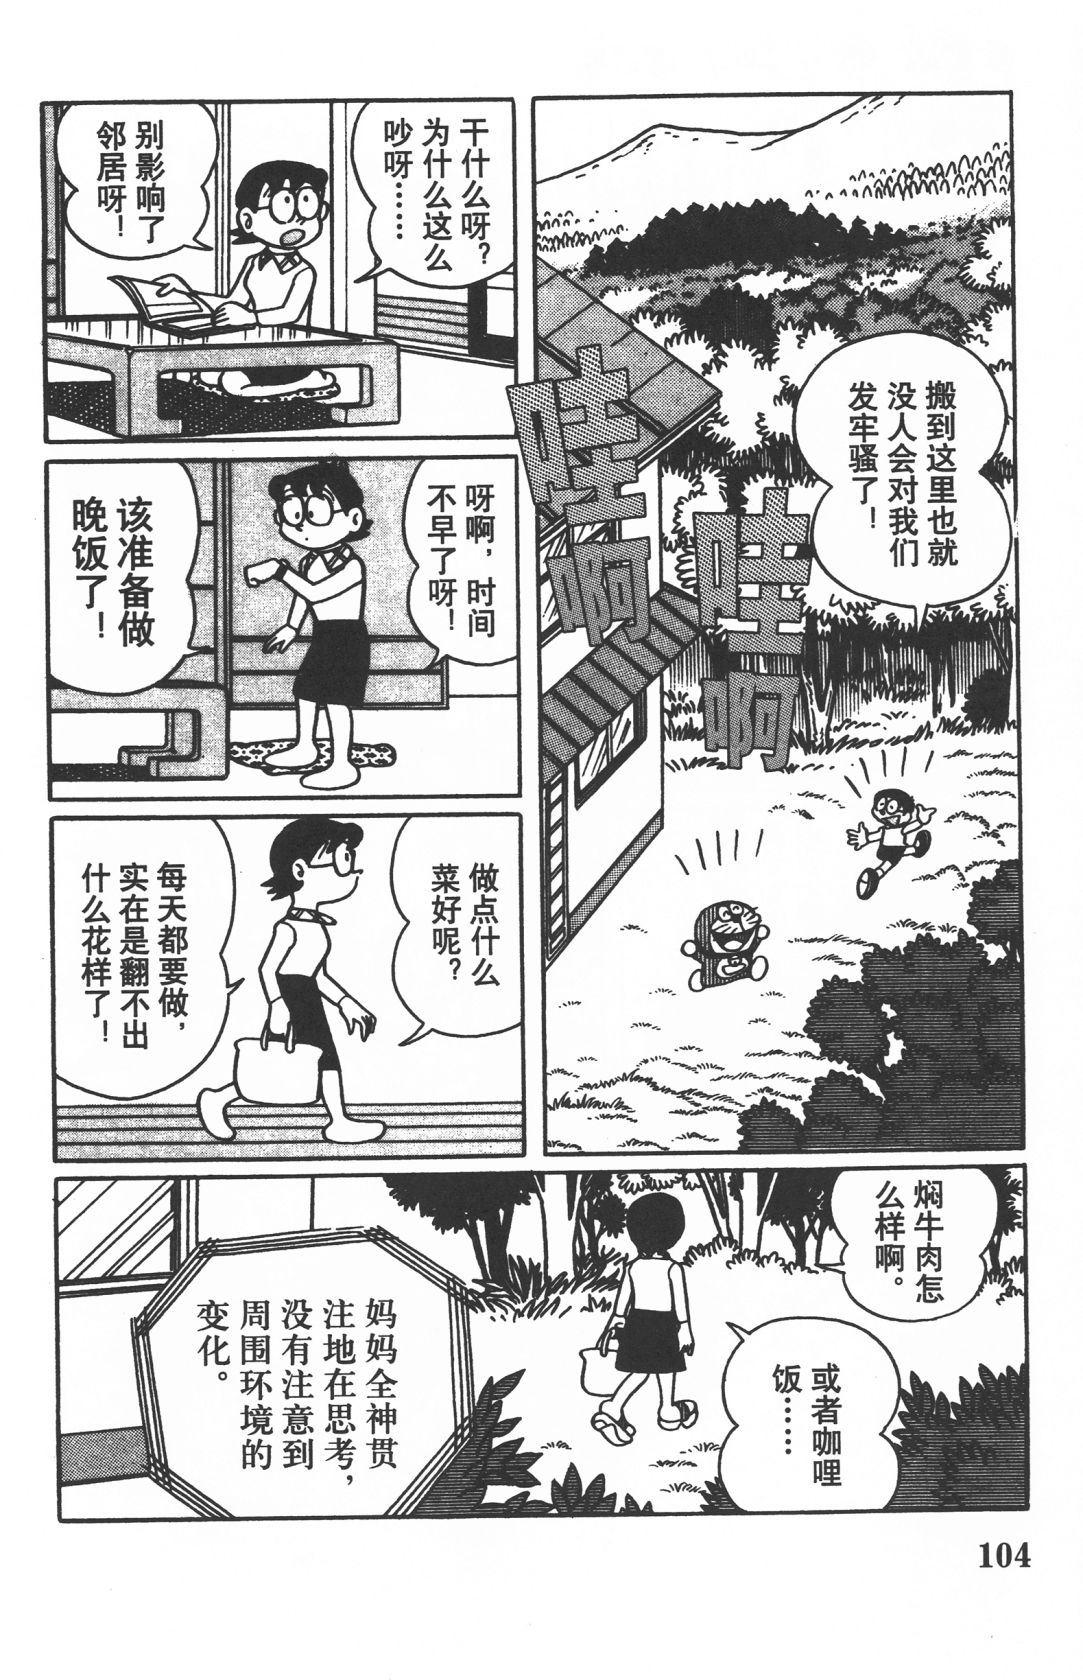 搬到这里也就
没人会对我们
发牢骚了！
哇
啊
哇
啊
干什么呀？
为什么这么
吵呀……
别影响了
邻居呀！
呀啊，时间
不早了呀！
该准备做
晚饭了！
做点什么
菜好呢？
每天都要做，
实在是翻不出
什么花样了！
焖牛肉怎
么样啊。
或者咖哩
饭……
妈妈全神贯
注地在思考，
没有注意到
周围环境的
变化。
104